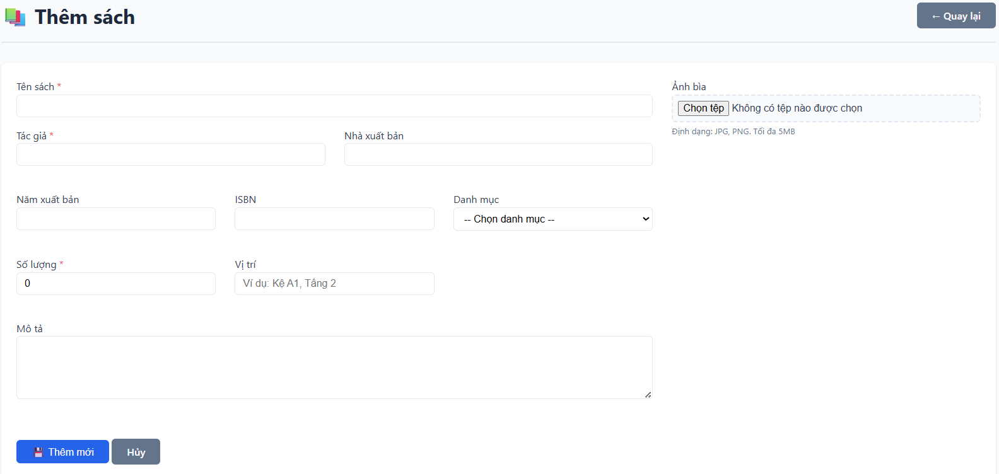 Thêm sách
← Quay lại
Tên sách *
Ảnh bìa
Chọn tệp Không có tệp nào được chọn
Định dạng: JPG, PNG. Tối đa 5MB
Tác giả *
Nhà xuất bản
Năm xuất bản
ISBN
Danh mục
-- Chọn danh mục --
Số lượng *
0
Vị trí
Ví dụ: Kệ A1, Tầng 2
Mô tả
Thêm mới
Hủy